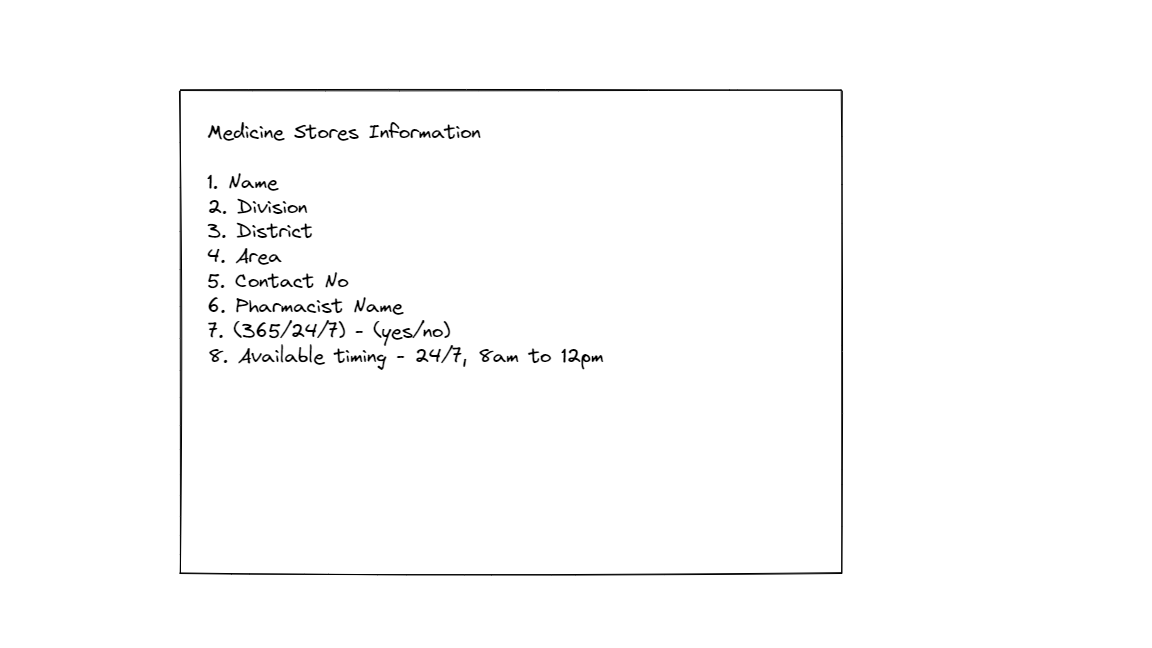 Medicine Stores Information
1. Name
2. Division
3. District
4. Area
5. Contact No
6. Pharmacist Name
7. (365/24/7) - (yes/no)
8. Available timing - 24/7, 8am to 12pm